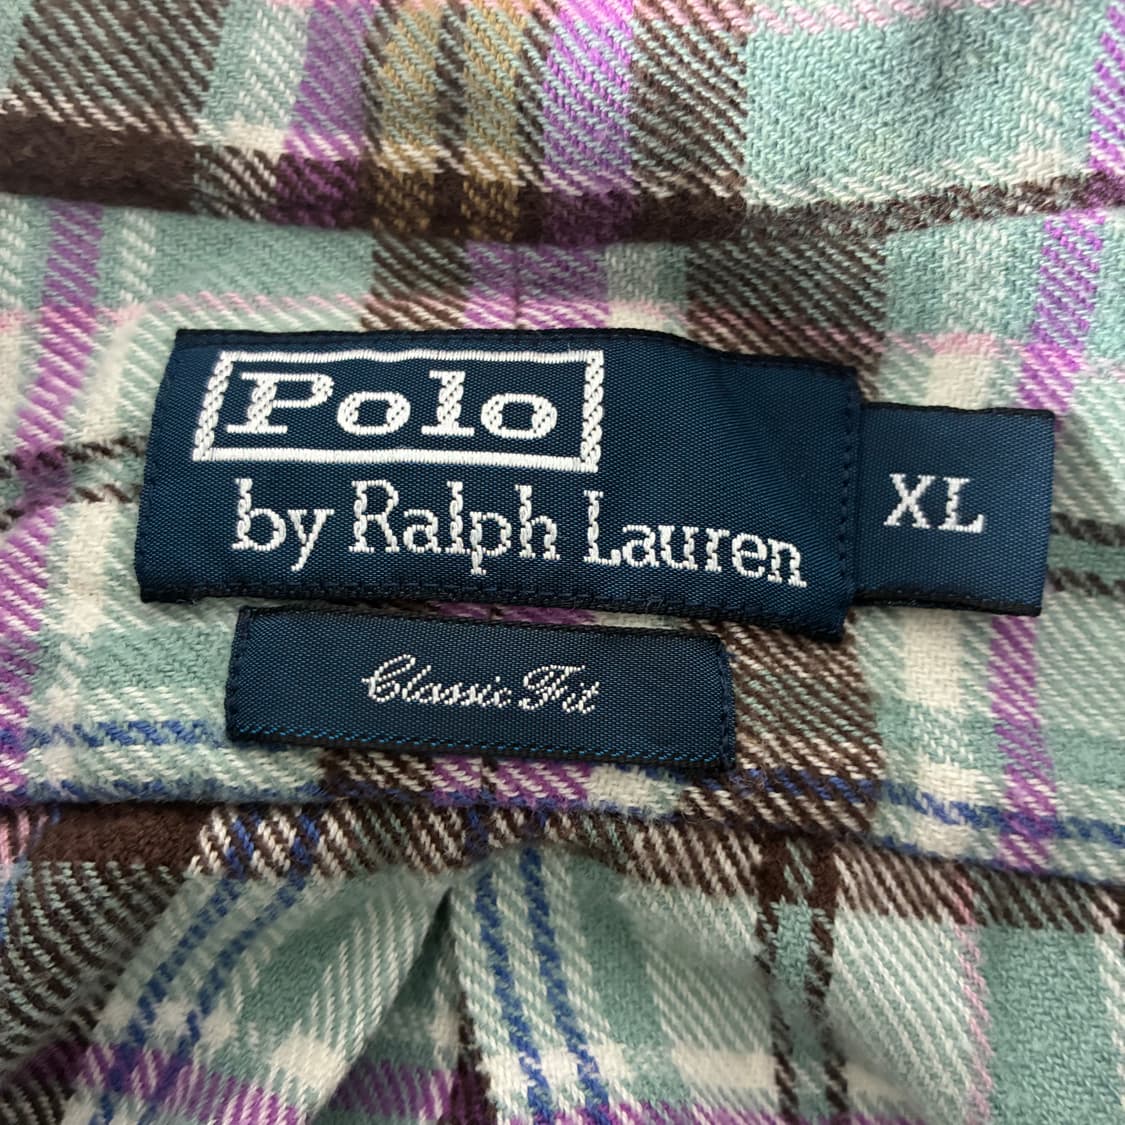 Polo
by Ralph Lauren
XL
Classic Fit